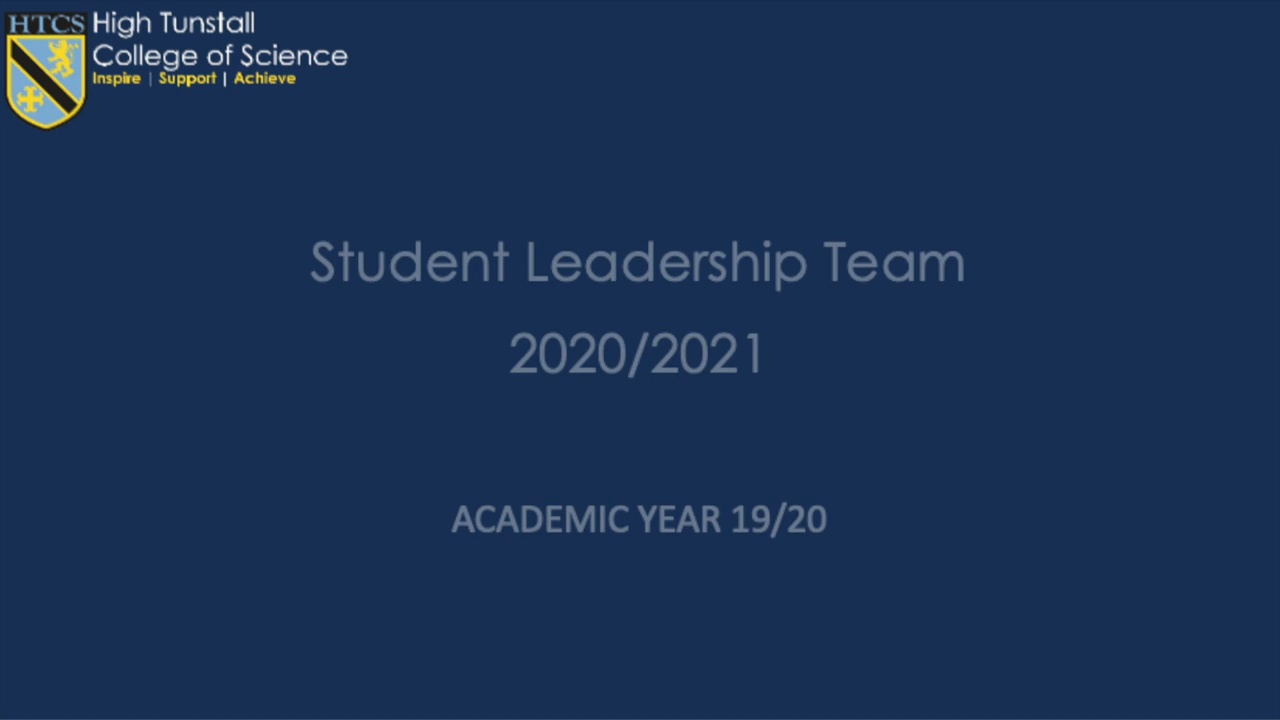 HTCS High Tunstall
College of Science
Inspire | Support | Achieve
Student Leadership Team
2020/2021
ACADEMIC YEAR 19/20